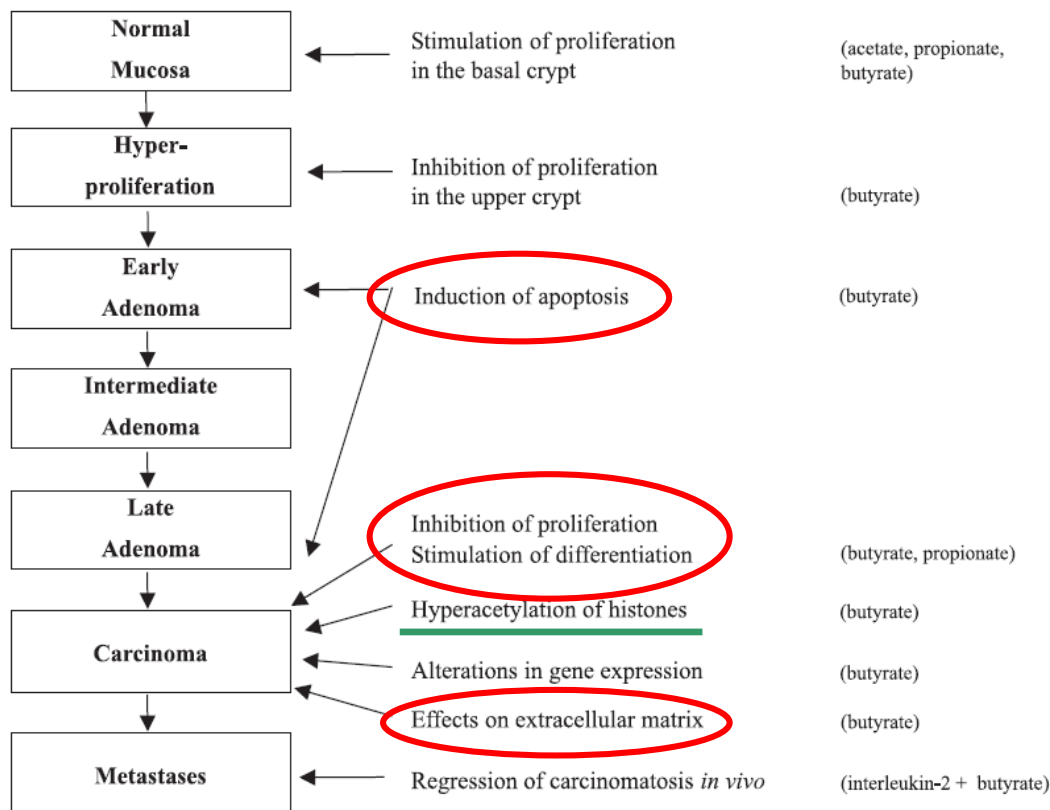 Normal
Mucosa
Stimulation of proliferation
in the basal crypt
(acetate, propionate,
butyrate)
Hyper-
proliferation
Inhibition of proliferation
in the upper crypt
(butyrate)
Early
Adenoma
Induction of apoptosis
(butyrate)
Intermediate
Adenoma
Late
Adenoma
Inhibition of proliferation
Stimulation of differentiation
(butyrate, propionate)
Hyperacetylation of histones
(butyrate)
Carcinoma
Alterations in gene expression
(butyrate)
Effects on extracellular matrix
(butyrate)
Metastases
Regression of carcinomatosis in vivo
(interleukin-2 + butyrate)